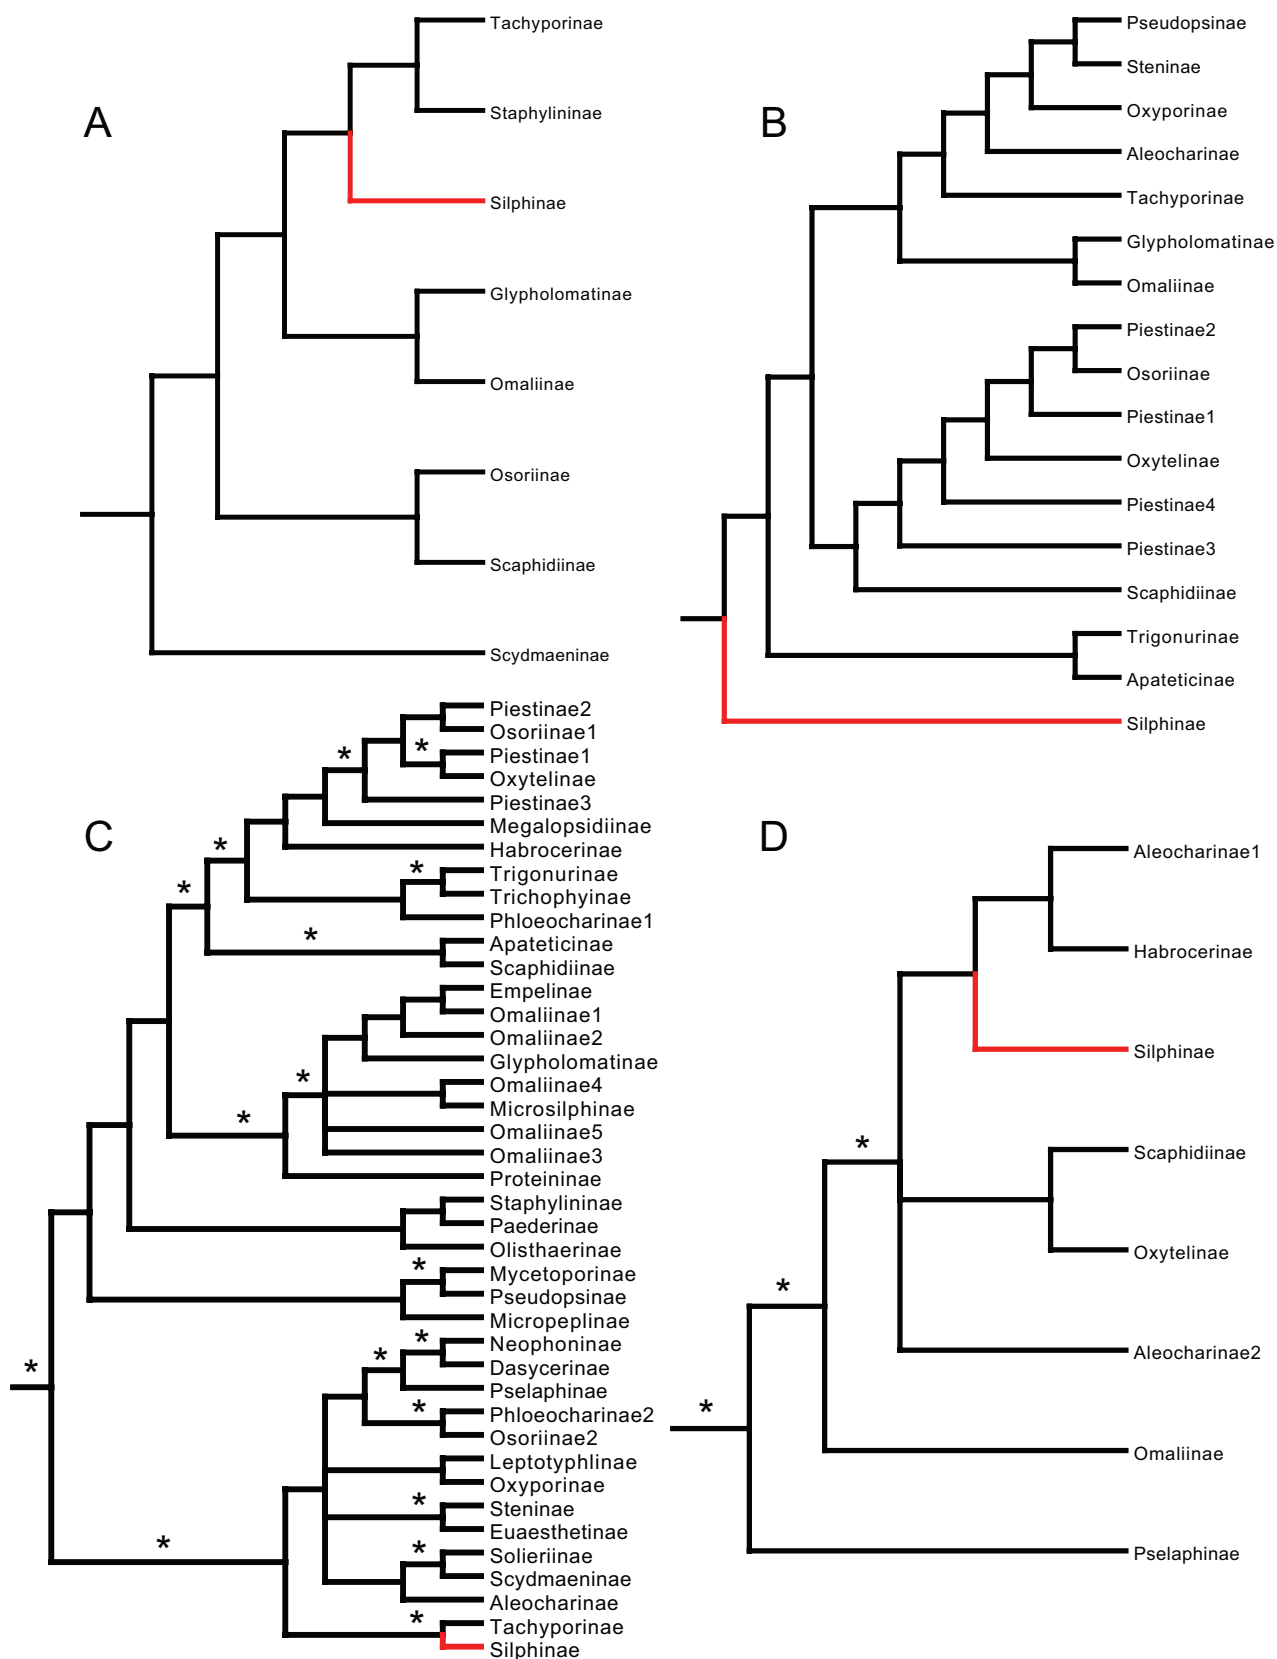 A
Tachyporinae
Staphylininae
Silphinae
Glypholomatinae
Omaliinae
Osoriinae
Scaphidiinae
Scydmaeninae
B
Pseudopsinae
Steninae
Oxyporinae
Aleocharinae
Tachyporinae
Glypholomatinae
Omaliinae
Piestinae2
Osoriinae
Piestinae1
Oxytelinae
Piestinae4
Piestinae3
Scaphidiinae
Trigonurinae
Apateticinae
Silphinae
C
Piestinae2
Osoriinae1
*
*
Piestinae1
Oxytelinae
Piestinae3
Megalopsidiinae
*
Habrocerinae
*
*
Trigonurinae
Trichophyinae
Phloeocharinae1
*
Apateticinae
Scaphidiinae
Empelinae
Omaliinae1
Omaliinae2
Glypholomatinae
*
Omaliinae4
Microsilphinae
*
Omaliinae5
Omaliinae3
Proteininae
Staphylininae
Paederinae
Olisthaerinae
*
Mycetoporinae
Pseudopsinae
Micropeplinae
*
Neophoninae
*
*
Dasycerinae
Pselaphinae
*
Phloeocharinae2
Osoriinae2
Leptotyphlinae
Oxyporinae
*
Steninae
Euaesthetinae
*
*
Solieriinae
Scydmaeninae
Aleocharinae
*
Tachyporinae
Silphinae
D
Aleocharinae1
Habrocerinae
Silphinae
*
Scaphidiinae
Oxytelinae
*
Aleocharinae2
*
Omaliinae
Pselaphinae